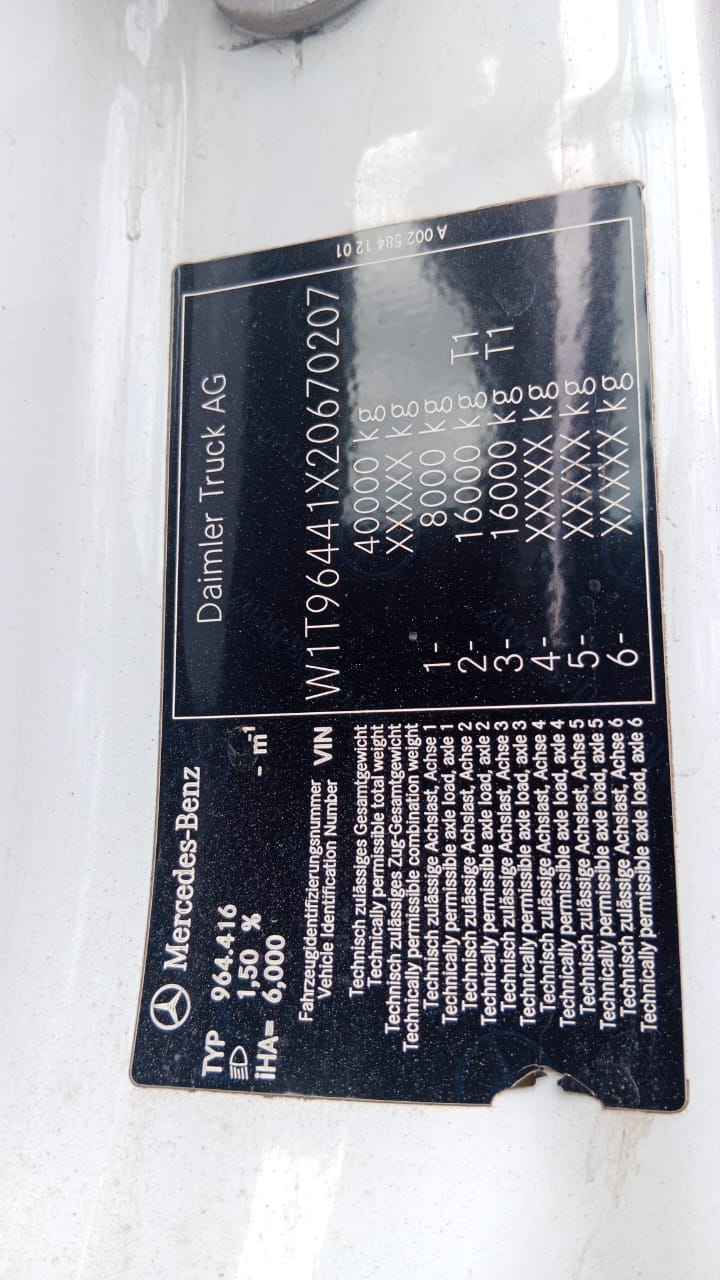 Mercedes-Benz
TYP 964.416
1,50 %
iHA= 6,000 - m¹
Daimler Truck AG
Fahrzeugidentifizierungsnummer
Vehicle Identification Number VIN W1T96441X20670207
Technisch zulässiges Gesamtgewicht 40000 kg
Technically permissible total weight
Technisch zulässiges Zug-Gesamtgewicht XXXXX kg
Technically permissible combination weight
Technisch zulässige Achslast, Achse 1 1- 8000 kg
Technically permissible axle load, axle 1
Technisch zulässige Achslast, Achse 2 2- 16000 kg T1
Technically permissible axle load, axle 2
Technisch zulässige Achslast, Achse 3 3- 16000 kg T1
Technically permissible axle load, axle 3
Technisch zulässige Achslast, Achse 4 4- XXXXX kg
Technically permissible axle load, axle 4
Technisch zulässige Achslast, Achse 5 5- XXXXX kg
Technically permissible axle load, axle 5
Technisch zulässige Achslast, Achse 6 6- XXXXX kg
Technically permissible axle load, axle 6
A 002 584 12 01